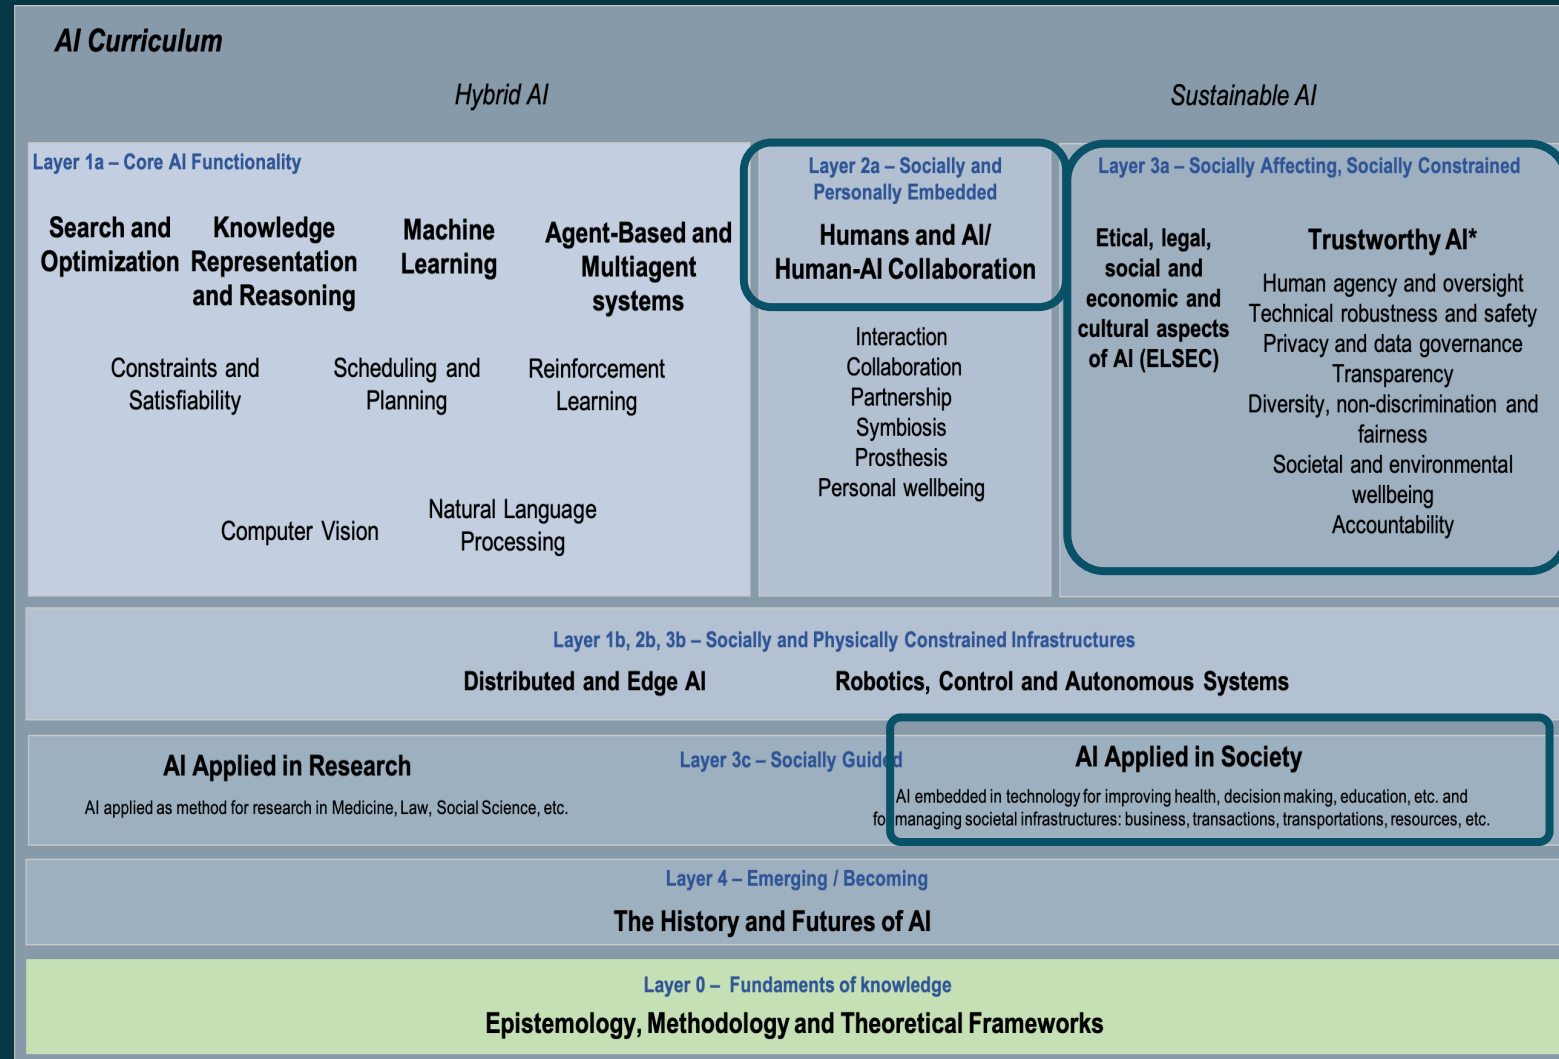 AI Curriculum
Hybrid AI
Sustainable AI
Layer 1a – Core AI Functionality
Search and
Optimization
Knowledge
Representation
and Reasoning
Machine
Learning
Agent-Based and
Multiagent
systems
Constraints and
Satisfiability
Scheduling and
Planning
Reinforcement
Learning
Computer Vision
Natural Language
Processing
Layer 2a – Socially and
Personally Embedded
Humans and AI/
Human-AI Collaboration
Interaction
Collaboration
Partnership
Symbiosis
Prosthesis
Personal wellbeing
Layer 3a – Socially Affecting, Socially Constrained
Etical, legal,
social and
economic and
cultural aspects
of AI (ELSEC)
Trustworthy AI*
Human agency and oversight
Technical robustness and safety
Privacy and data governance
Transparency
Diversity, non-discrimination and
fairness
Societal and environmental
wellbeing
Accountability
Layer 1b, 2b, 3b – Socially and Physically Constrained Infrastructures
Distributed and Edge AI
Robotics, Control and Autonomous Systems
AI Applied in Research
AI applied as method for research in Medicine, Law, Social Science, etc.
Layer 3c – Socially Guided
AI Applied in Society
AI embedded in technology for improving health, decision making, education, etc. and
for managing societal infrastructures: business, transactions, transportations, resources, etc.
Layer 4 – Emerging / Becoming
The History and Futures of AI
Layer 0 – Fundaments of knowledge
Epistemology, Methodology and Theoretical Frameworks